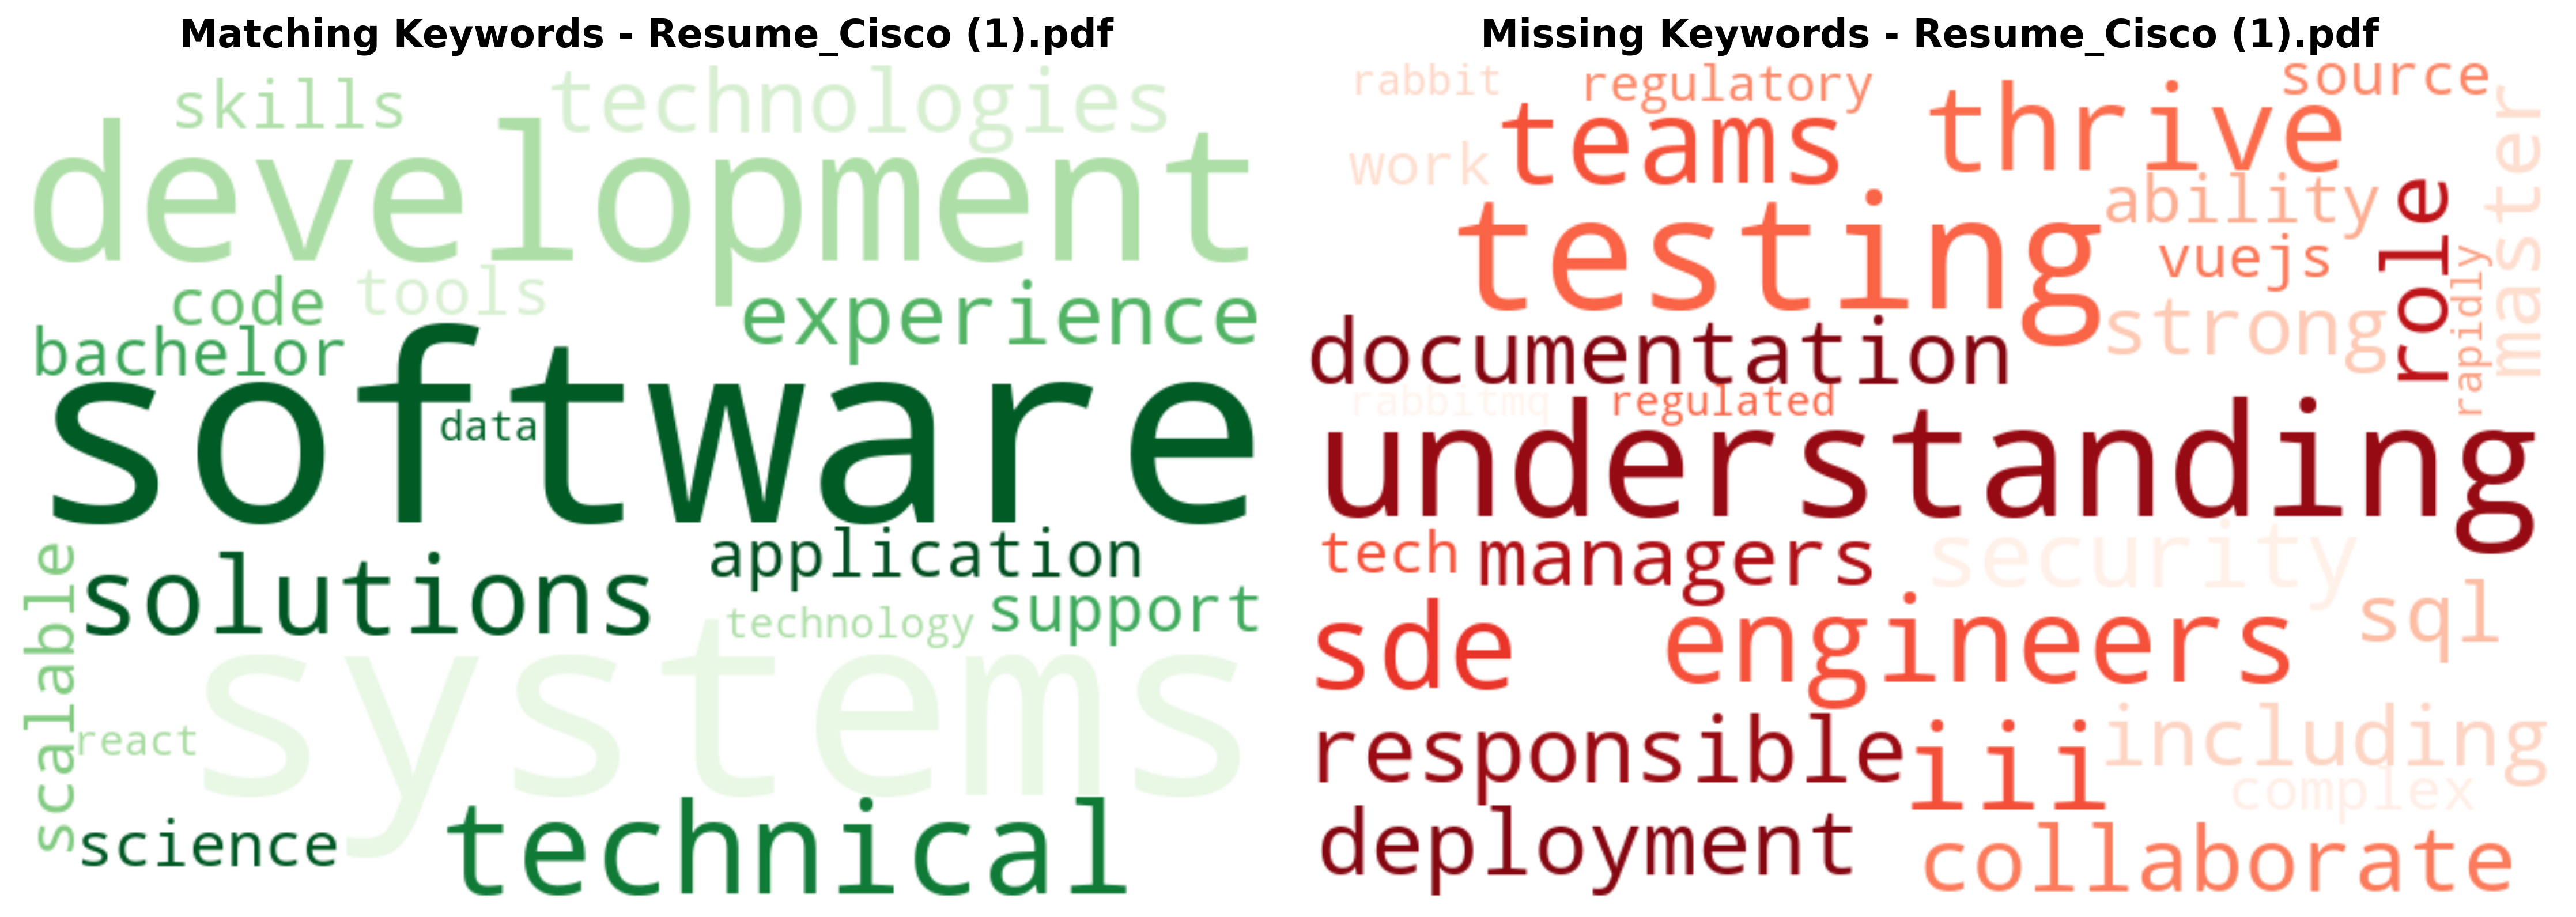 Matching Keywords - Resume_Cisco (1).pdf
skills
technologies
development
code
tools
experience
bachelor
software
data
scalable
solutions
application
technology
support
systems
react
science
technical
Missing Keywords - Resume_Cisco (1).pdf
rabbit
regulatory
source
work
teams
thrive
master
ability
role
testing
vuejs
rapidly
strong
documentation
rabbitmq
regulated
understanding
tech
managers
security
sde
engineers
sql
responsible
iii
including
complex
deployment
collaborate